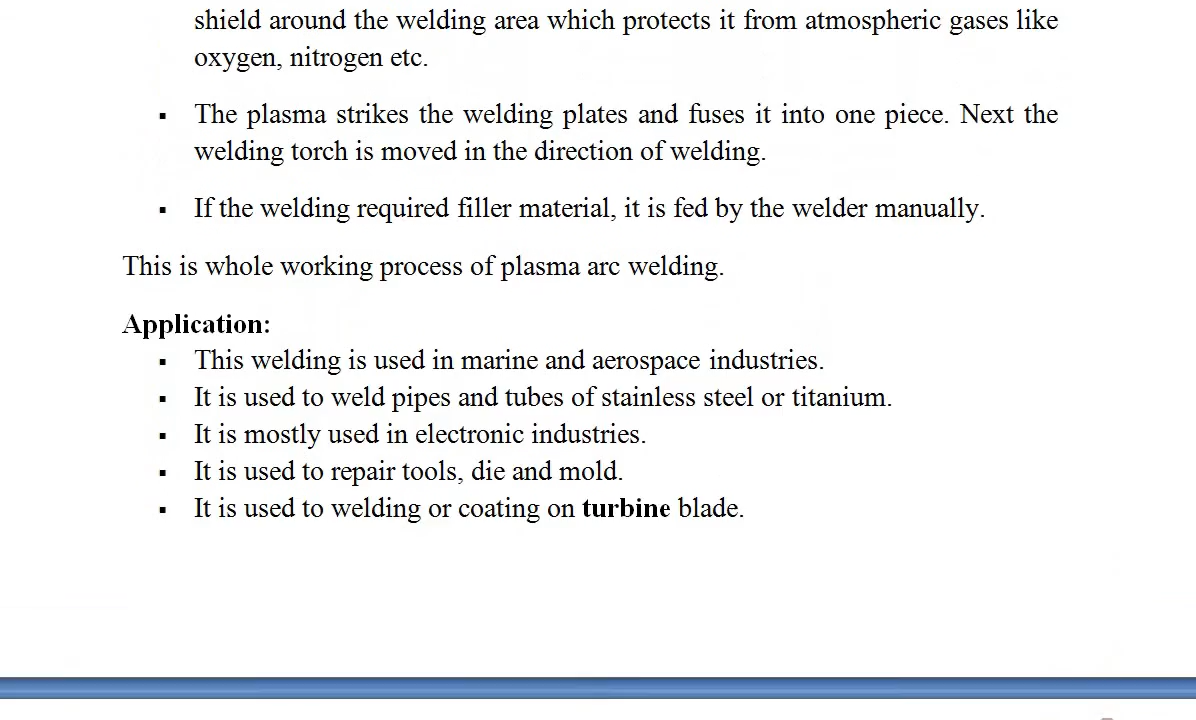 shield around the welding area which protects it from atmospheric gases like
oxygen, nitrogen etc.
▪ The plasma strikes the welding plates and fuses it into one piece. Next the
welding torch is moved in the direction of welding.
▪ If the welding required filler material, it is fed by the welder manually.
This is whole working process of plasma arc welding.
Application:
▪ This welding is used in marine and aerospace industries.
▪ It is used to weld pipes and tubes of stainless steel or titanium.
▪ It is mostly used in electronic industries.
▪ It is used to repair tools, die and mold.
▪ It is used to welding or coating on turbine blade.